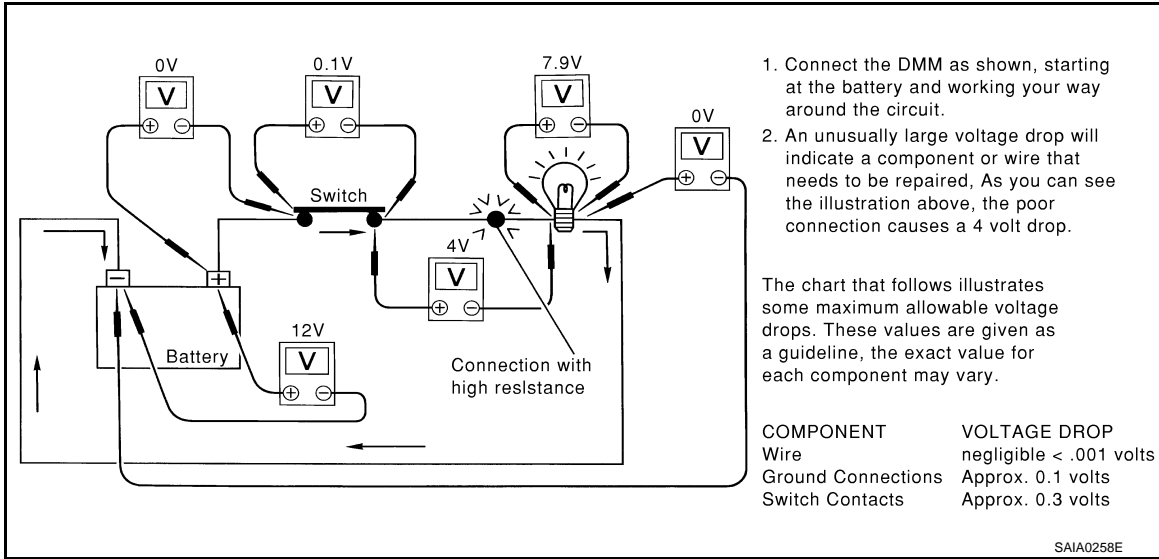 0V
0.1V
7.9V
0V
V
V
V
V
Switch
4V
V
12V
V
Battery
Connection with
high reslstance
1. Connect the DMM as shown, starting
at the battery and working your way
around the circuit.
2. An unusually large voltage drop will
indicate a component or wire that
needs to be repaired, As you can see
the illustration above, the poor
connection causes a 4 volt drop.
The chart that follows illustrates
some maximum allowable voltage
drops. These values are given as
a guideline, the exact value for
each component may vary.
COMPONENT VOLTAGE DROP
Wire negligible < .001 volts
Ground Connections Approx. 0.1 volts
Switch Contacts Approx. 0.3 volts
SAIA0258E